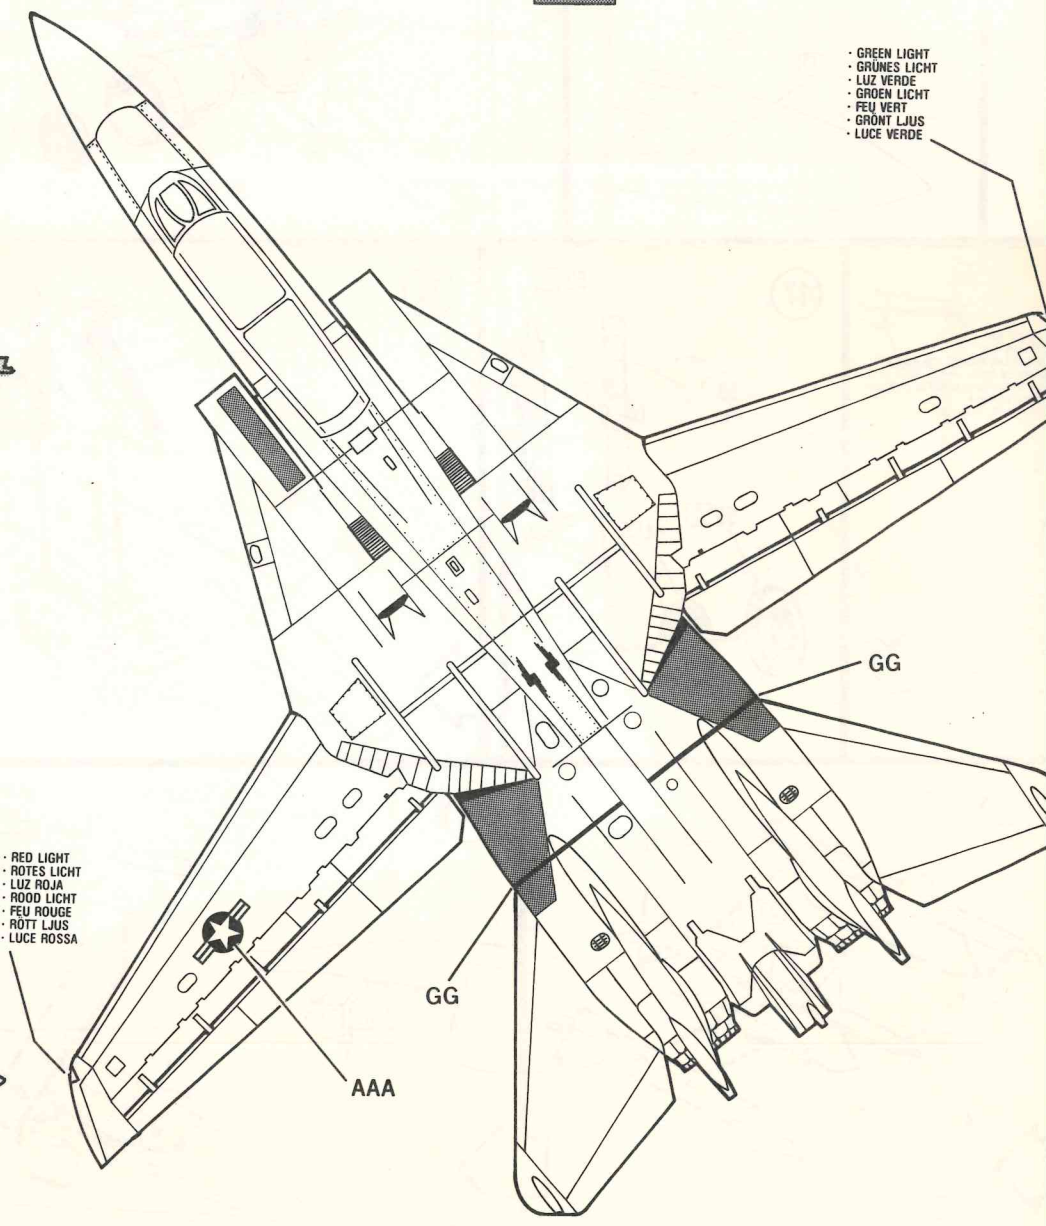 · GREEN LIGHT
· GRÜNES LICHT
· LUZ VERDE
· GROEN LICHT
· FEU VERT
· GRÖNT LJUS
· LUCE VERDE
GG
· RED LIGHT
· ROTES LICHT
· LUZ ROJA
· ROOD LICHT
· FEU ROUGE
· RÖTT LJUS
· LUCE ROSSA
GG
AAA